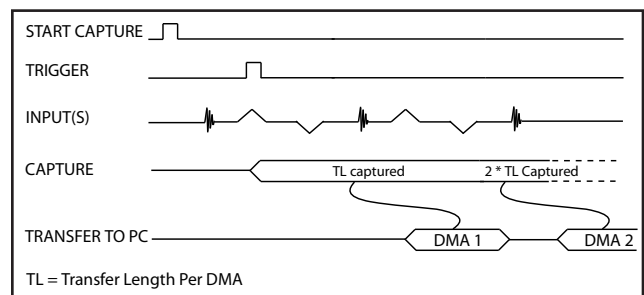 START CAPTURE
TRIGGER
INPUT(S)
CAPTURE
TL captured
2 * TL Captured
TRANSFER TO PC
DMA 1
DMA 2
TL = Transfer Length Per DMA